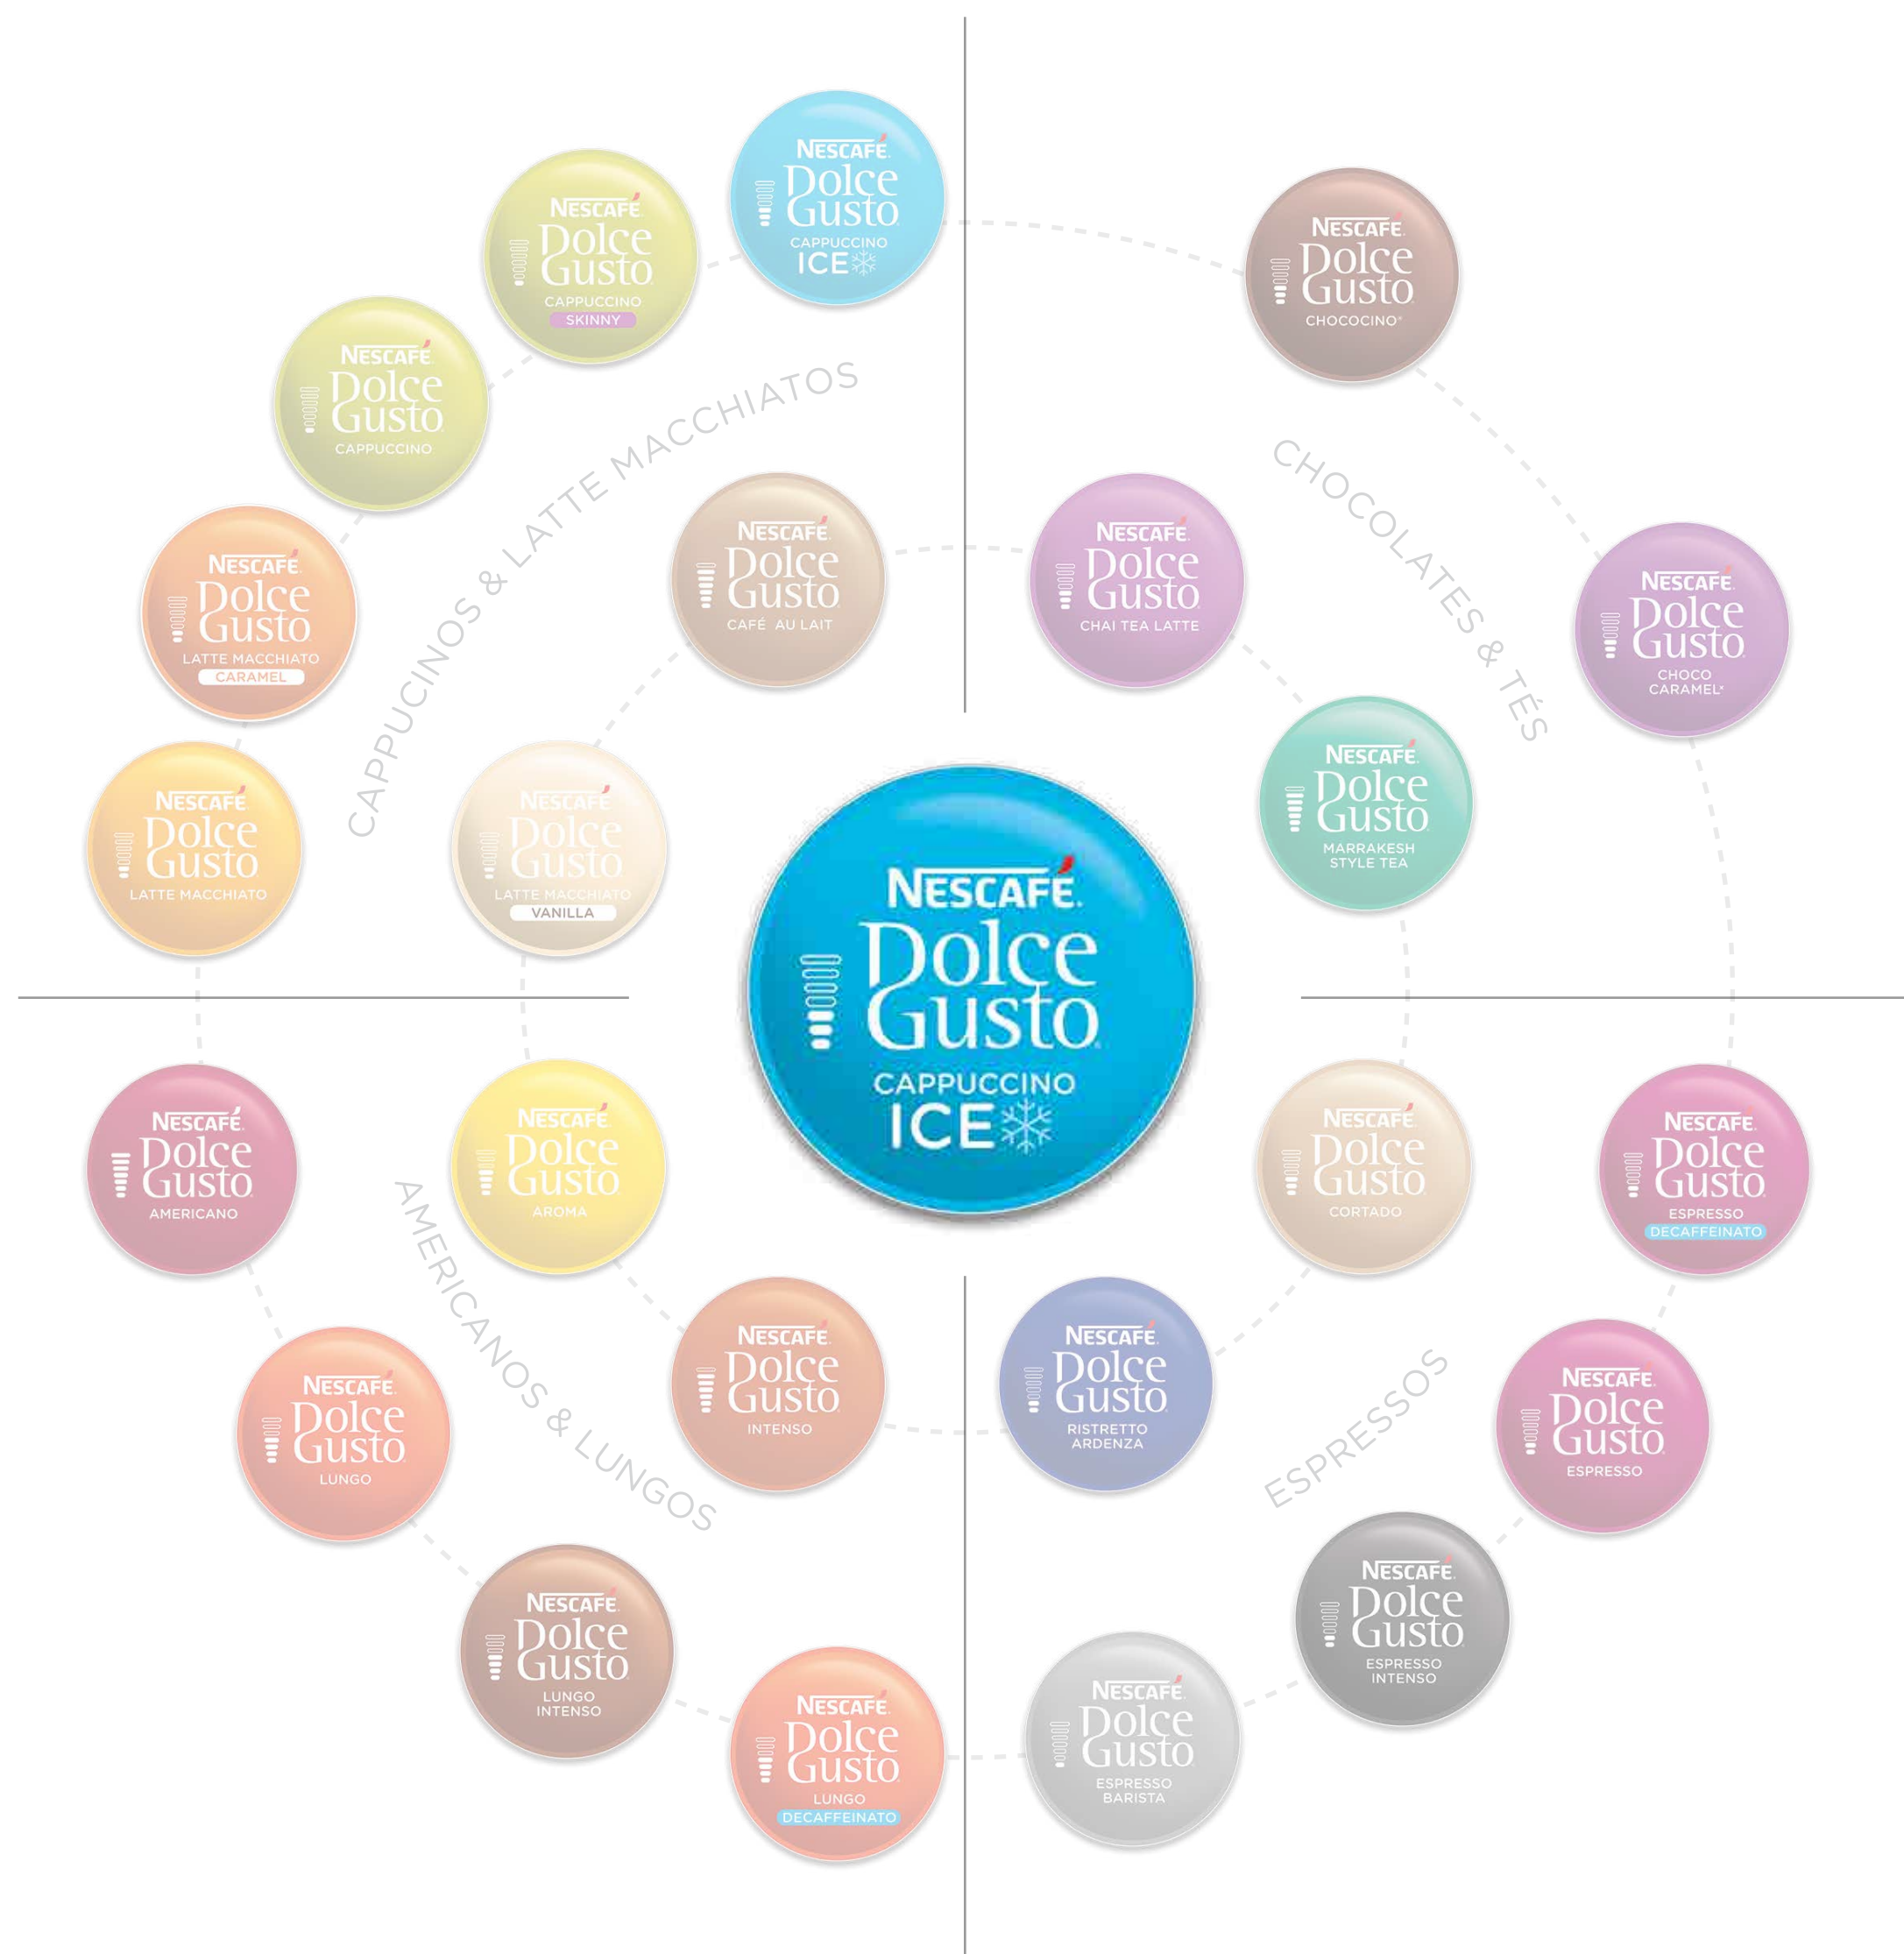 NESCAFÉ.
Dolce
Gusto
CAPPUCCINO
ICE
NESCAFÉ.
Dolce
Gusto
CAPPUCCINO
SKINNY
NESCAFÉ.
Dolce
Gusto
CAPPUCCINO
NESCAFÉ.
Dolce
Gusto
LATTE MACCHIATO
CARAMEL
NESCAFÉ.
Dolce
Gusto
LATTE MACCHIATO
CAPPUCINOS & LATTE MACCHIATOS
NESCAFÉ.
Dolce
Gusto
CAFÉ AU LAIT
NESCAFÉ.
Dolce
Gusto
LATTE MACCHIATO
VANILLA
NESCAFÉ.
Dolce
Gusto
CHOCOCINO®
NESCAFÉ.
Dolce
Gusto
CHOCO
CARAMEL®
CHOCOLATES & TÉS
NESCAFÉ.
Dolce
Gusto
CHAI TEA LATTE
NESCAFÉ.
Dolce
Gusto
MARRAKESH
STYLE TEA
NESCAFÉ.
Dolce
Gusto
CAPPUCCINO
ICE
NESCAFÉ.
Dolce
Gusto
AMERICANO
NESCAFÉ.
Dolce
Gusto
AROMA
NESCAFÉ.
Dolce
Gusto
INTENSO
AMERICANOS & LUNGOS
NESCAFÉ.
Dolce
Gusto
LUNGO
NESCAFÉ.
Dolce
Gusto
LUNGO
INTENSO
NESCAFÉ.
Dolce
Gusto
LUNGO
DECAFFEINATO
NESCAFÉ.
Dolce
Gusto
CORTADO
NESCAFÉ.
Dolce
Gusto
ESPRESSO
DECAFFEINATO
NESCAFÉ.
Dolce
Gusto
RISTRETTO
ARDENZA
ESPRESSOS
NESCAFÉ.
Dolce
Gusto
ESPRESSO
NESCAFÉ.
Dolce
Gusto
ESPRESSO
INTENSO
NESCAFÉ.
Dolce
Gusto
ESPRESSO
BARISTA